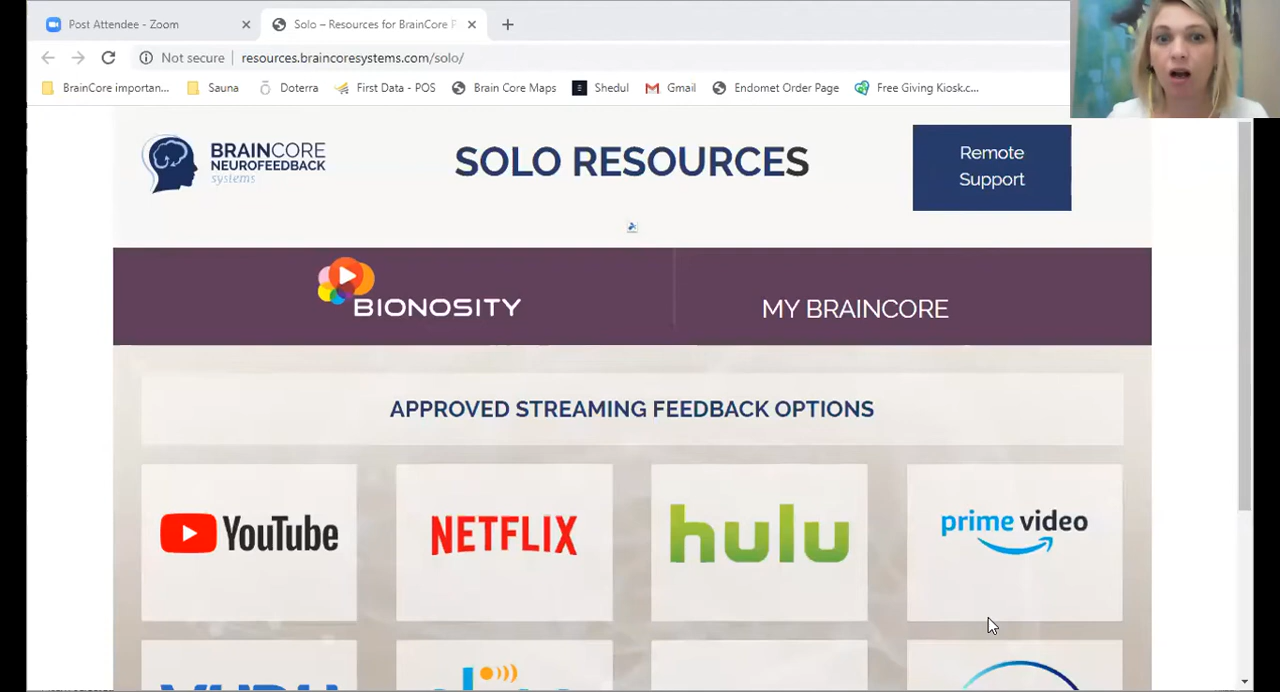 Post Attendee - Zoom
Solo – Resources for BrainCore F
Not secure
resources.braincoresystems.com/solo/
BrainCore importan...
Sauna
Doterra
First Data - POS
Brain Core Maps
Shedul
Gmail
Endomet Order Page
Free Giving Kiosk.c...
BRAINCORE
NEUROFEEDBACK
systems
SOLO RESOURCES
Remote
Support
BIONOSITY
MY BRAINCORE
APPROVED STREAMING FEEDBACK OPTIONS
YouTube
NETFLIX
hulu
prime video